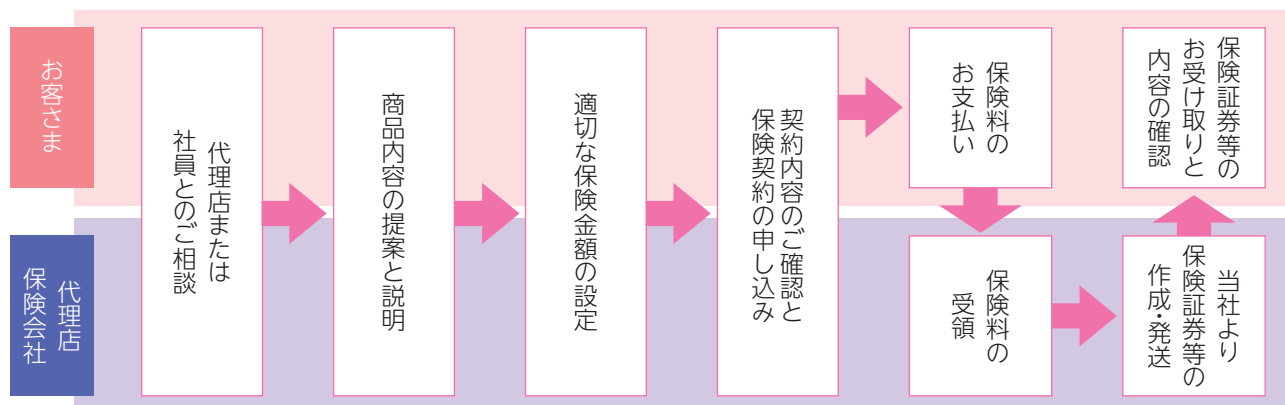 お客さま
代理店
保険会社
代理店または
社員とのご相談
商品内容の提案と説明
適切な保険金額の設定
契約内容のご確認と
保険契約の申し込み
保険料の
お支払い
保険料の
受領
当社より
保険証券等の
作成・発送
保険証券等の
お受け取りと
内容の確認